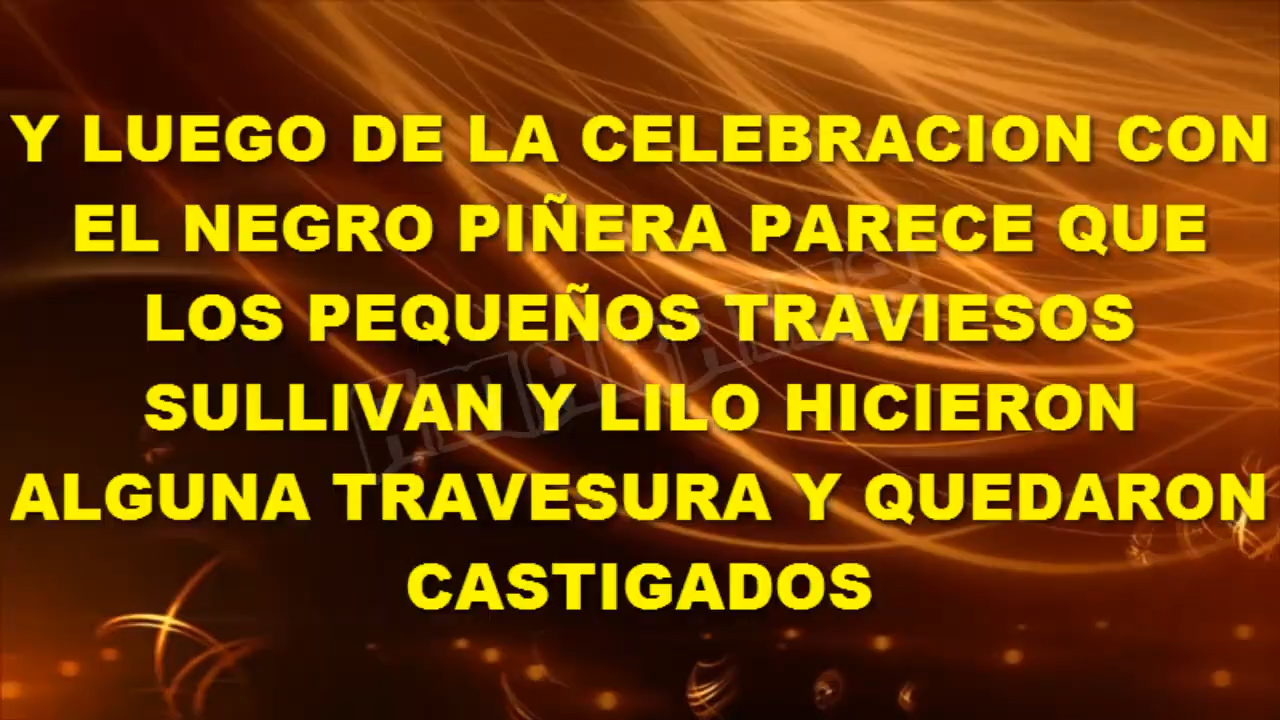 Y LUEGO DE LA CELEBRACION CON
EL NEGRO PIÑERA PARECE QUE
LOS PEQUEÑOS TRAVIESOS
SULLIVAN Y LILO HICIERON
ALGUNA TRAVESURA Y QUEDARON
CASTIGADOS